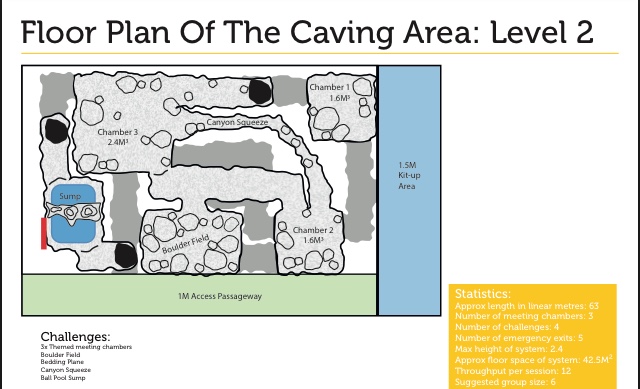 Floor Plan Of The Caving Area: Level 2
Chamber 1
1.6M³
Canyon Squeeze
Chamber 3
2.4M³
1.5M
Kit-up
Area
Sump
Chamber 2
1.6M³
Boulder Field
1M Access Passageway
Statistics:
Approx length in linear metres: 63
Number of meeting chambers: 3
Number of challenges: 4
Number of emergency exits: 5
Max height of system: 2.4
Approx floor space of system: 42.5M²
Throughput per session: 12
Suggested group size: 6
Challenges:
3x Themed meeting chambers
Boulder Field
Bedding Plane
Canyon Squeeze
Ball Pool Sump